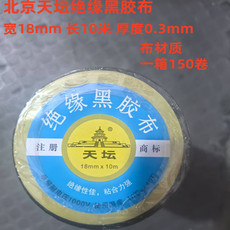 北京天坛绝缘黑胶布
宽18mm 长10米 厚度0.3mm
布材质
一箱150卷
绝缘黑胶布
注册 商标
天坛
18mm x 10m
绝缘性佳，粘合力强